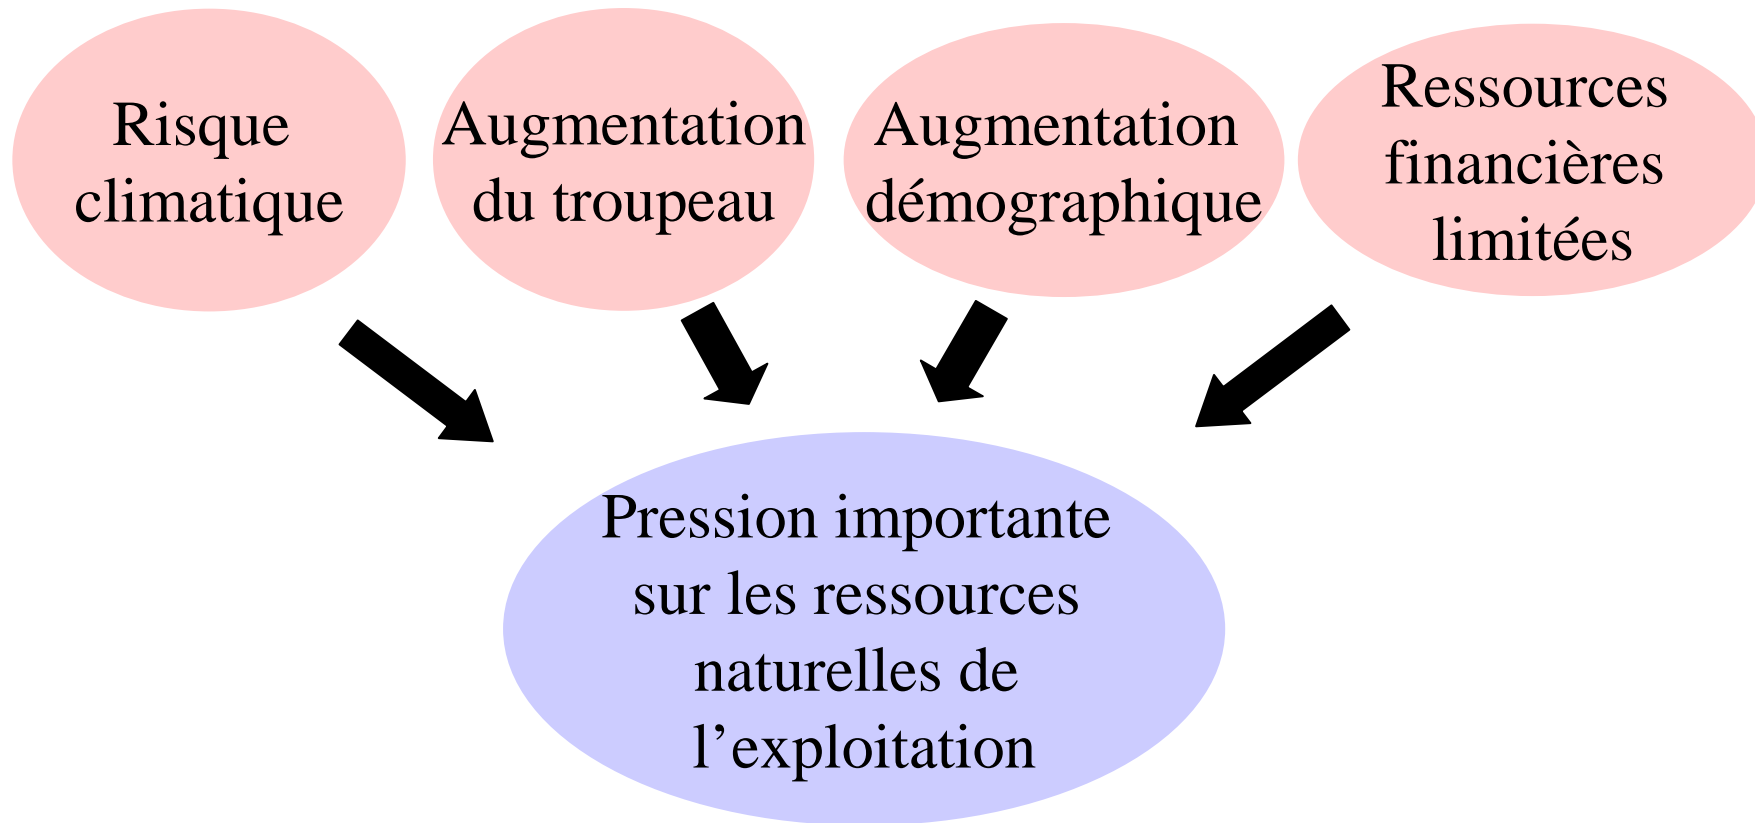 Risque
climatique
Augmentation
du troupeau
Augmentation
démographique
Ressources
financières
limitées
Pression importante
sur les ressources
naturelles de
l’exploitation